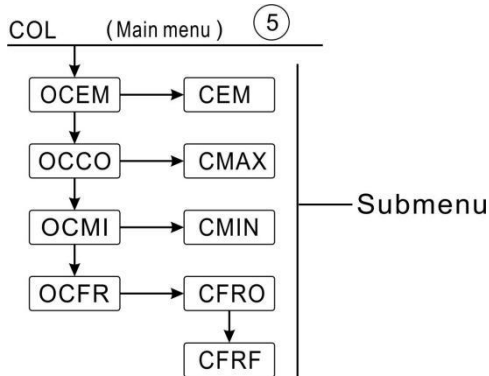 COL (Main menu) 5
OCEM CEM
OCCO CMAX
OCMI CMIN
Submenu
OCFR CFRO
CFRF